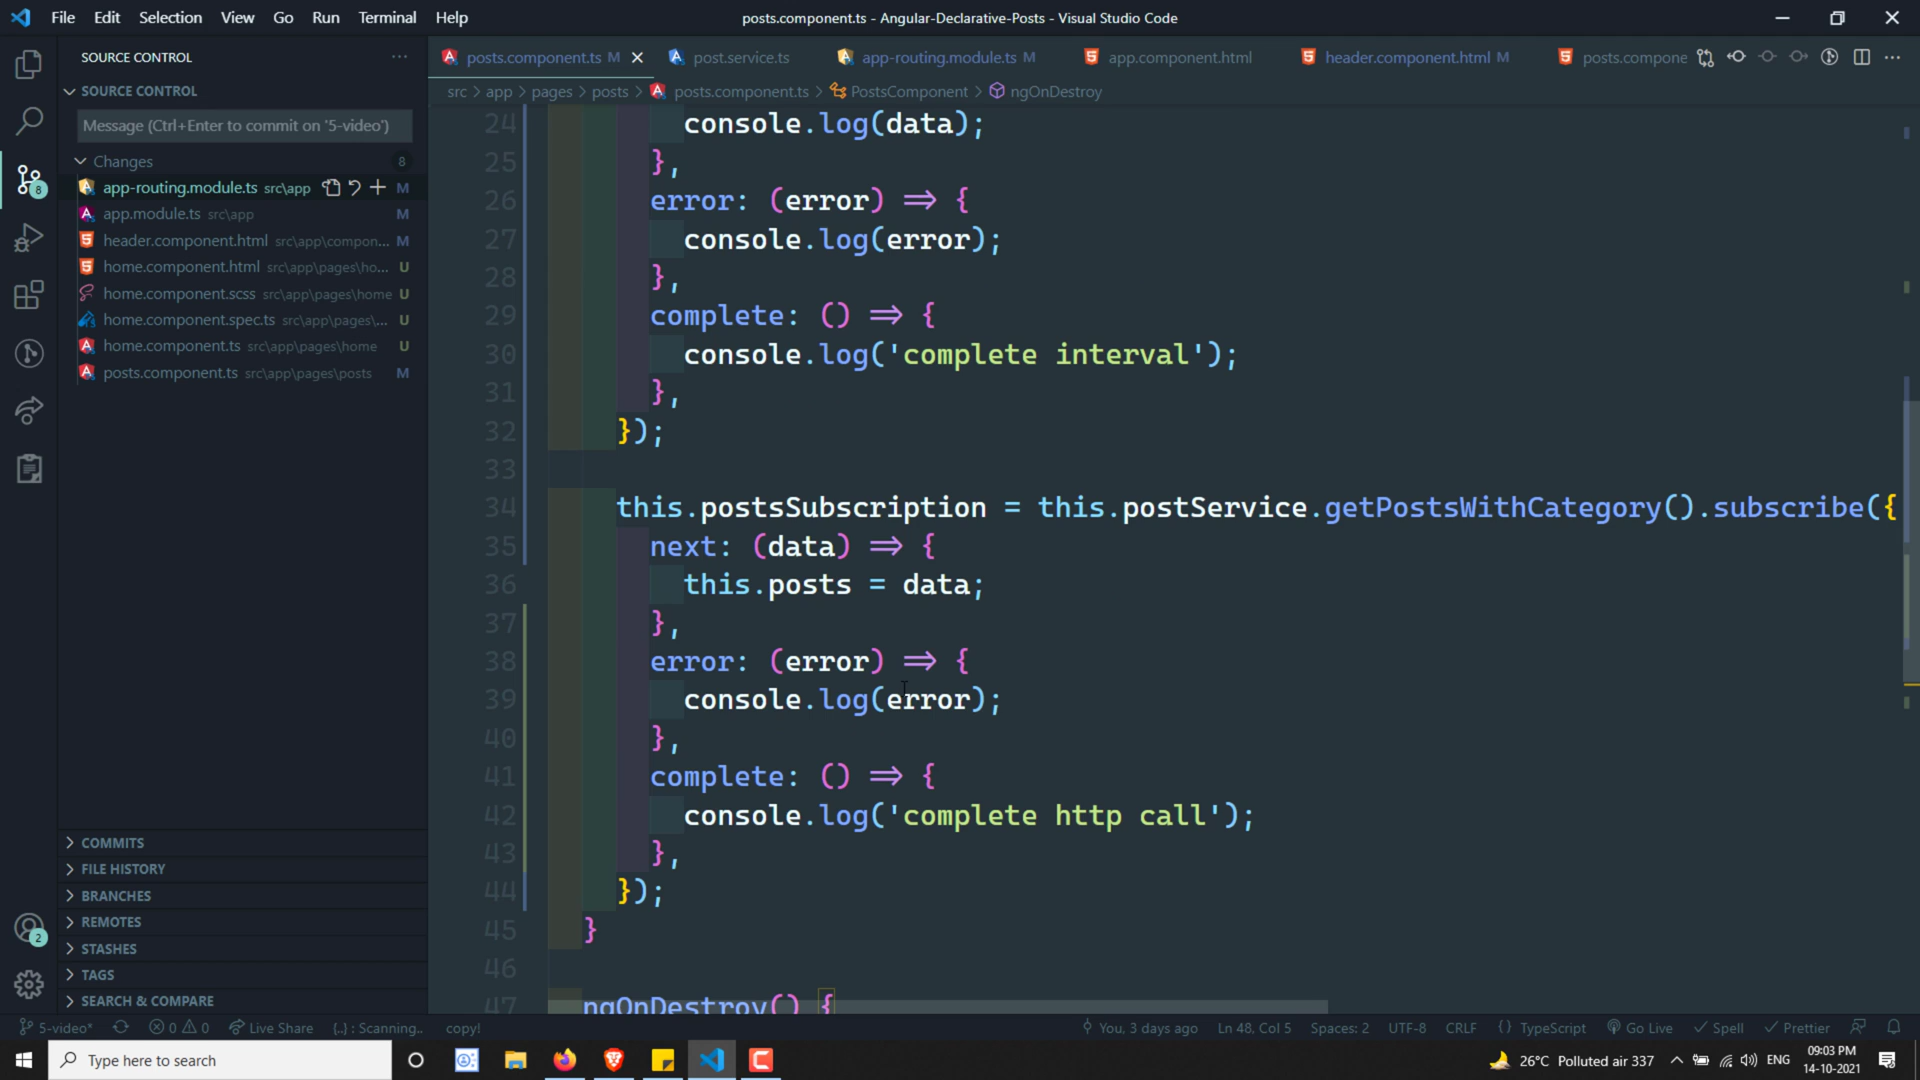 File Edit Selection View Go Run Terminal Help
posts.component.ts - Angular-Declarative-Posts - Visual Studio Code
SOURCE CONTROL
posts.component.ts M
post.service.ts
app-routing.module.ts M
app.component.html
header.component.html M
posts.compone
SOURCE CONTROL
src > app > pages > posts > posts.component.ts > PostsComponent > ngOnDestroy
Message (Ctrl+Enter to commit on '5-video')
Changes 8
app-routing.module.ts src\app M
app.module.ts src\app M
header.component.html src\app\compon... M
home.component.html src\app\pages\ho... U
home.component.scss src\app\pages\home U
home.component.spec.ts src\app\pages\... U
home.component.ts src\app\pages\home U
posts.component.ts src\app\pages\posts M
8
2
COMMITS
FILE HISTORY
BRANCHES
REMOTES
STASHES
TAGS
SEARCH & COMPARE
24 console.log(data);
25 },
26 error: (error) => {
27 console.log(error);
28 },
29 complete: () => {
30 console.log('complete interval');
31 },
32 });
33
34 this.postsSubscription = this.postService.getPostsWithCategory().subscribe({
35 next: (data) => {
36 this.posts = data;
37 },
38 error: (error) => {
39 console.log(error);
40 },
41 complete: () => {
42 console.log('complete http call');
43 },
44 });
45 }
46
47 ngOnDestroy() {
5-video* 0 0 Live Share {..} : Scanning.. copy! You, 3 days ago Ln 48, Col 5 Spaces: 2 UTF-8 CRLF {} TypeScript Go Live Spell Prettier
Type here to search
26°C Polluted air 337
ENG
09:03 PM
14-10-2021